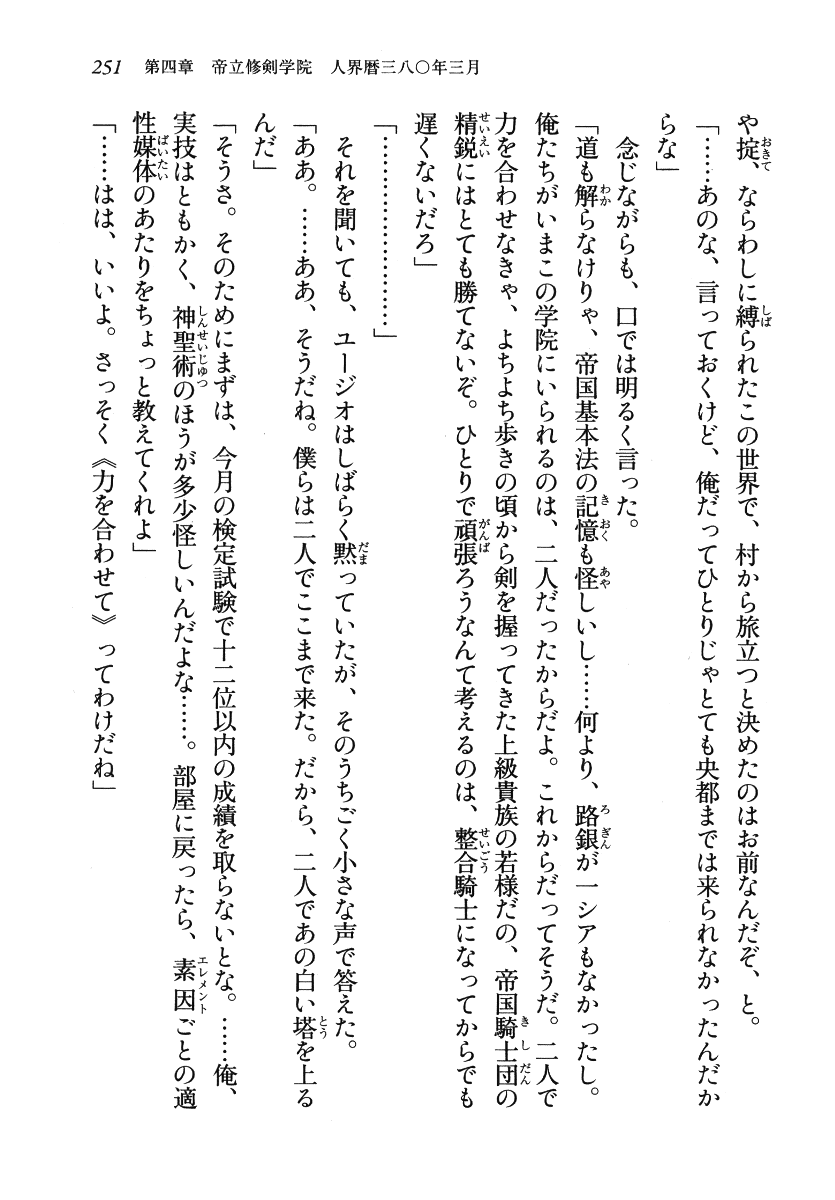 251 第四章 帝立修剣学院 人界暦三八〇年三月
や掟、ならわしに縛られたこの世界で、村から旅立つと決めたのはお前なんだぞ、と。
「……あのな、言っておくけど、俺だってひとりじゃとても央都までは来られなかったんだか
らな」
念じながらも、口では明るく言った。
「道も解らなけりゃ、帝国基本法の記憶も怪しいし……何より、路銀が一シアもなかったし。
俺たちがいまこの学院にいられるのは、二人だったからだよ。これからだってそうだ。二人で
力を合わせなきゃ、よちよち歩きの頃から剣を握ってきた上級貴族の若様だの、帝国騎士団の
精鋭にはとても勝てないぞ。ひとりで頑張ろうなんて考えるのは、整合騎士になってからでも
遅くないだろ」
「…………………」
それを聞いても、ユージオはしばらく黙っていたが、そのうちごく小さな声で答えた。
「ああ。……ああ、そうだね。僕らは二人でここまで来た。だから、二人であの白い塔を上る
んだ」
「そうさ。そのためにまずは、今月の検定試験で十二位以内の成績を取らないとな。……俺、
実技はともかく、神聖術のほうが多少怪しいんだよな……。部屋に戻ったら、素因ごとの適
性媒体のあたりをちょっと教えてくれよ」
「……はは、いいよ。さっそく《力を合わせて》ってわけだね」